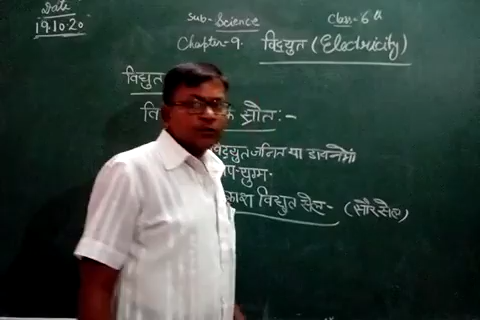 Date
19.10.20
Sub- Science
Class- 6th
Chapter-9. विद्युत (Electricity)
विद्युत
वि के स्रोत:-
विद्युत जनित्र या डायनेमों
युग्म-
प्रकाश विद्युत सेल- (सौर सेल)